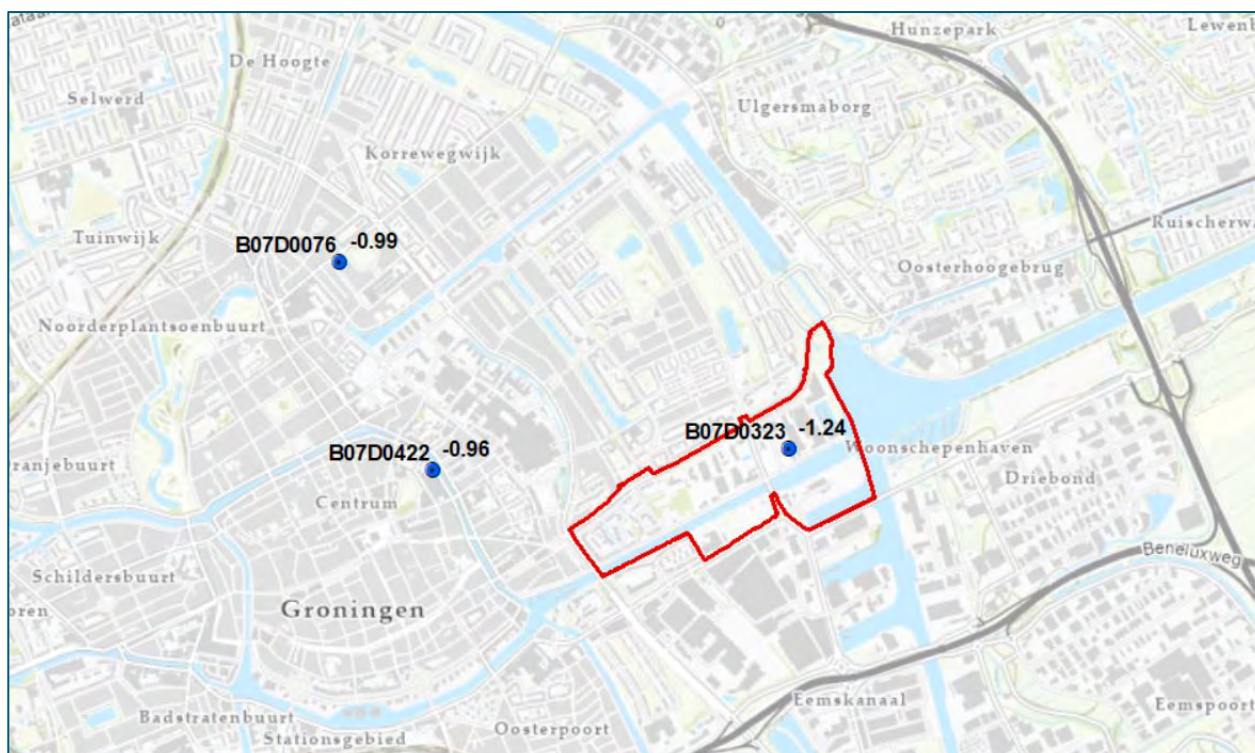 Hunzepark
Lewenb
De Hoogte
Selwerd
Ulgersmaborg
Korrewegwijk
Ruischerwa
Tuinwijk
B07D0076 -0.99
Oosterhoogebrug
Noorderplantsoenbuurt
B07D0323 -1.24
Woonschepenhaven
B07D0422 -0.96
ranjebuurt
Driebond
Centrum
Beneluxweg
Schildersbuurt
oren
Groningen
Eemskanaal
Eemspoort
Badstratenbuurt
Oosterpoort
Stationsgebied